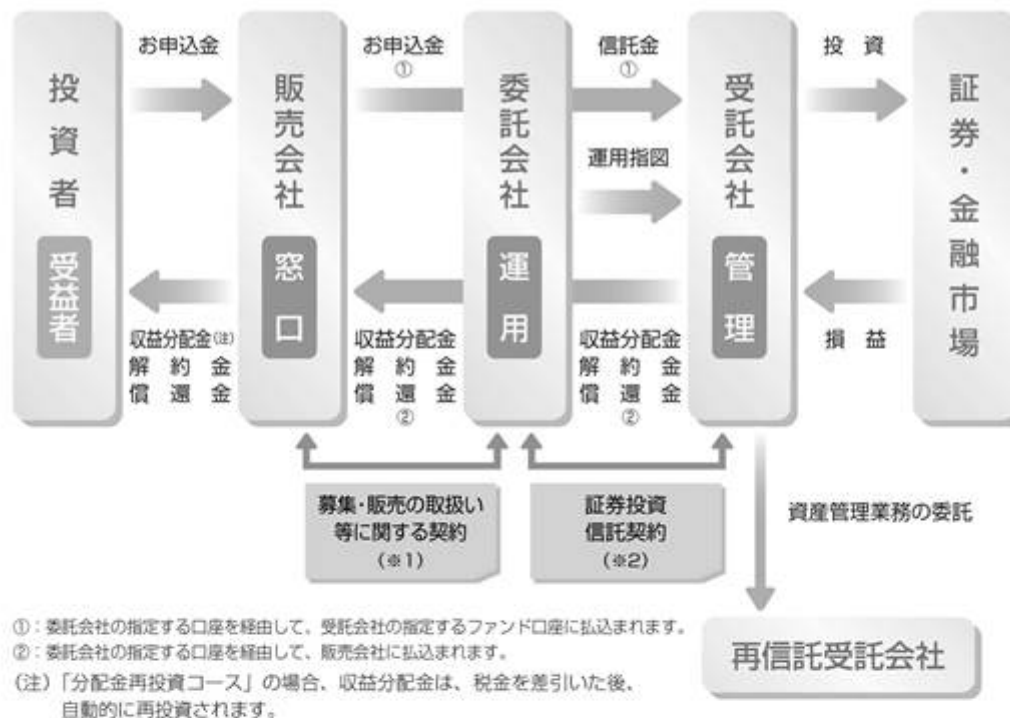 お申込金
お申込金
①
信託金
①
投資
投資者
受益者
販売会社
窓口
委託会社
運用
受託会社
管理
証券・金融市場
運用指図
収益分配金(注)
解約金
償還金
収益分配金
解約金
償還金
②
収益分配金
解約金
償還金
②
損益
募集・販売の取扱い
等に関する契約
(※1)
証券投資
信託契約
(※2)
資産管理業務の委託
再信託受託会社
①:委託会社の指定する口座を経由して、受託会社の指定するファンド口座に払込まれます。
②:委託会社の指定する口座を経由して、販売会社に払込まれます。
(注)「分配金再投資コース」の場合、収益分配金は、税金を差引いた後、
自動的に再投資されます。